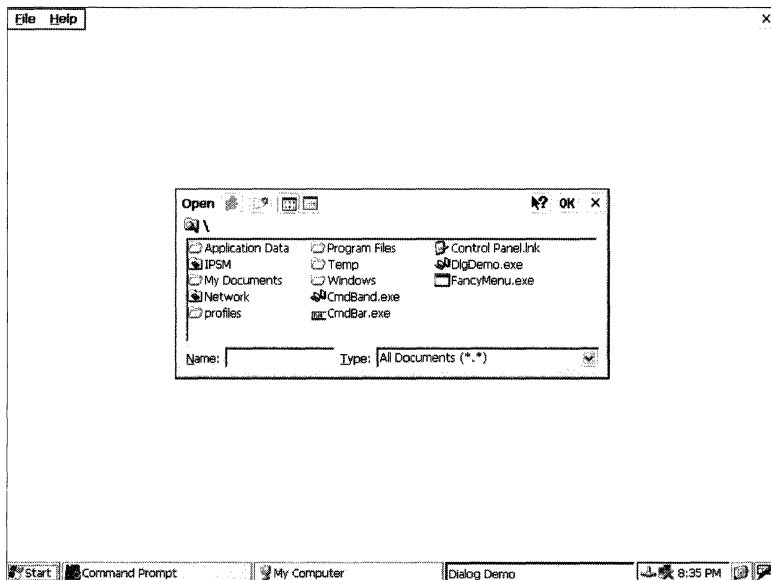 File Help
Open ? OK ×
\
Application Data Program Files Control Panel.lnk
IPSM Temp DlgDemo.exe
My Documents Windows FancyMenu.exe
Network CmdBand.exe
profiles CmdBar.exe
Name: Type: All Documents (*.*)
Start Command Prompt My Computer Dialog Demo 8:35 PM